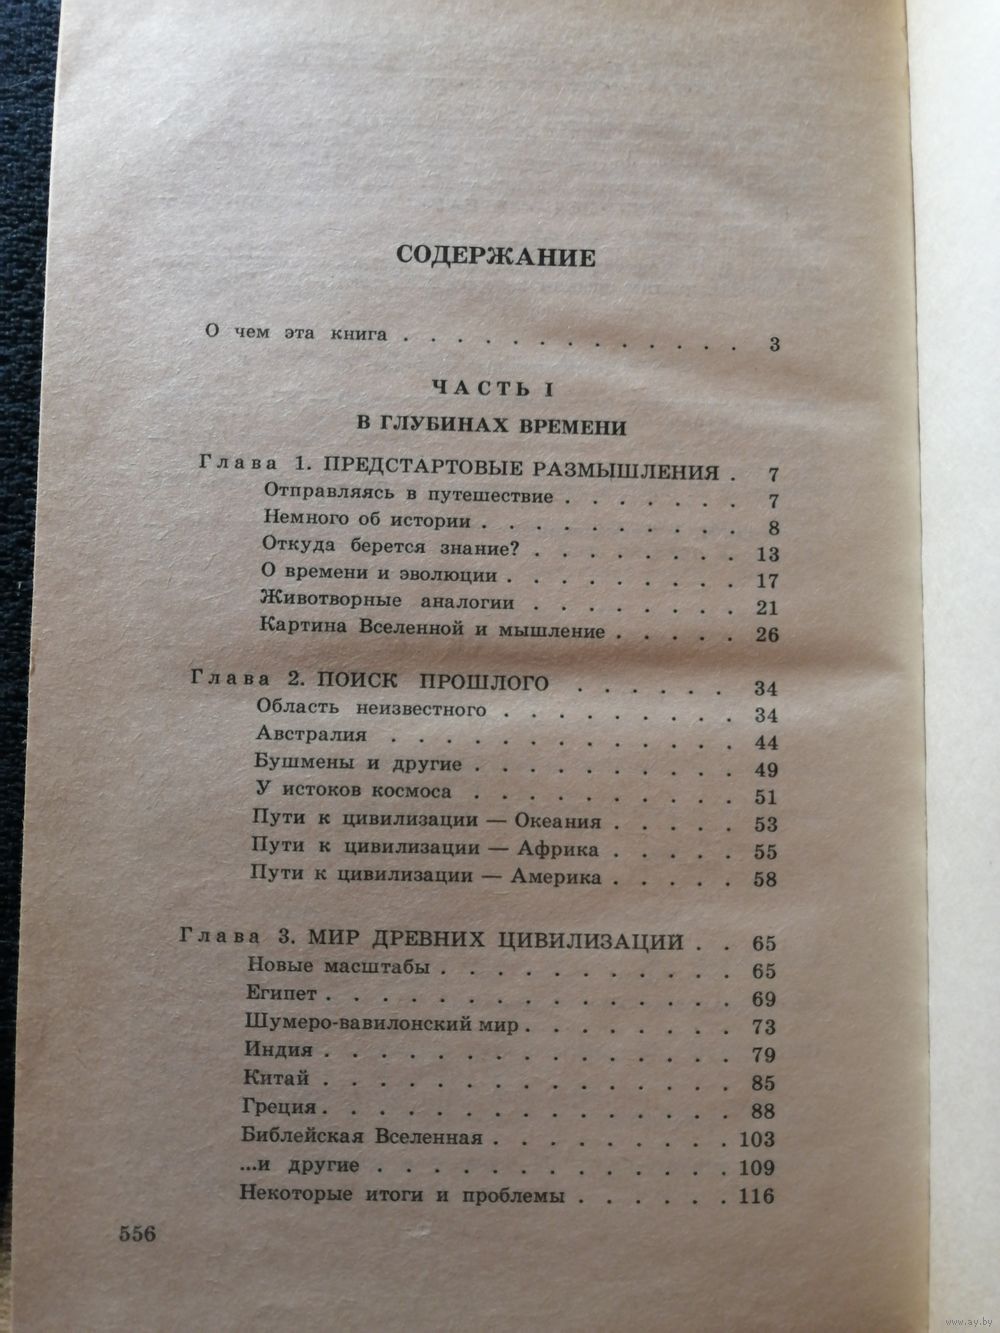 СОДЕРЖАНИЕ
О чем эта книга . . . . . . . . . . . . . 3
ЧАСТЬ I
В ГЛУБИНАХ ВРЕМЕНИ
Глава 1. ПРЕДСТАРТОВЫЕ РАЗМЫШЛЕНИЯ . 7
Отправляясь в путешествие . . . . . . . 7
Немного об истории . . . . . . . . . . 8
Откуда берется знание? . . . . . . . . 13
О времени и эволюции . . . . . . . . . 17
Животворные аналогии . . . . . . . . 21
Картина Вселенной и мышление . . . . . 26
Глава 2. ПОИСК ПРОШЛОГО . . . . . . 34
Область неизвестного . . . . . . . . . 34
Австралия . . . . . . . . . . . . . 44
Бушмены и другие . . . . . . . . . . 49
У истоков космоса . . . . . . . . . . 51
Пути к цивилизации — Океания . . . . . 53
Пути к цивилизации — Африка . . . . . 55
Пути к цивилизации — Америка . . . . . 58
Глава 3. МИР ДРЕВНИХ ЦИВИЛИЗАЦИЙ . . 65
Новые масштабы . . . . . . . . . . . 65
Египет . . . . . . . . . . . . . . . 69
Шумеро-вавилонский мир . . . . . . . . 73
Индия . . . . . . . . . . . . . . . 79
Китай . . . . . . . . . . . . . . . 85
Греция . . . . . . . . . . . . . . . 88
Библейская Вселенная . . . . . . . . . 103
...и другие . . . . . . . . . . . . . 109
Некоторые итоги и проблемы . . . . . . 116
556
www.ay.by